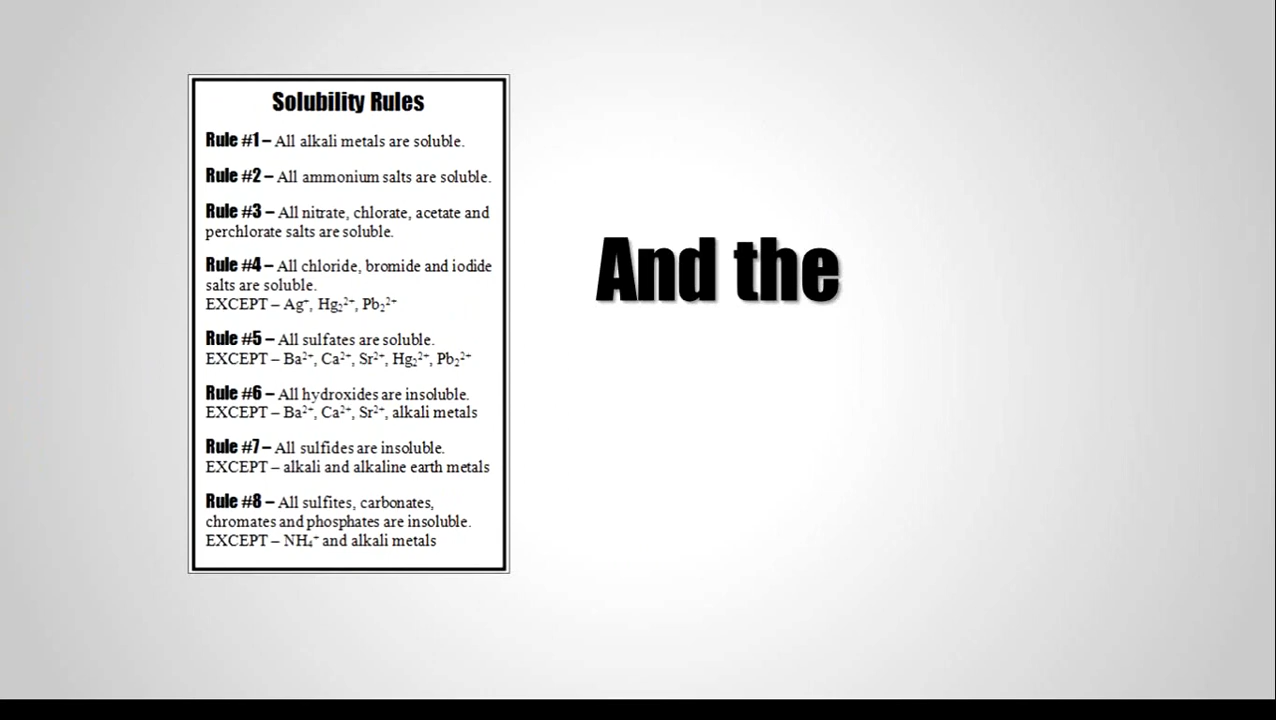 Solubility Rules
Rule #1 – All alkali metals are soluble.
Rule #2 – All ammonium salts are soluble.
Rule #3 – All nitrate, chlorate, acetate and
perchlorate salts are soluble.
Rule #4 – All chloride, bromide and iodide
salts are soluble.
EXCEPT – Ag⁺, Hg₂²⁺, Pb₂²⁺
Rule #5 – All sulfates are soluble.
EXCEPT – Ba²⁺, Ca²⁺, Sr²⁺, Hg₂²⁺, Pb₂²⁺
Rule #6 – All hydroxides are insoluble.
EXCEPT – Ba²⁺, Ca²⁺, Sr²⁺, alkali metals
Rule #7 – All sulfides are insoluble.
EXCEPT – alkali and alkaline earth metals
Rule #8 – All sulfites, carbonates,
chromates and phosphates are insoluble.
EXCEPT – NH₄⁺ and alkali metals
And the